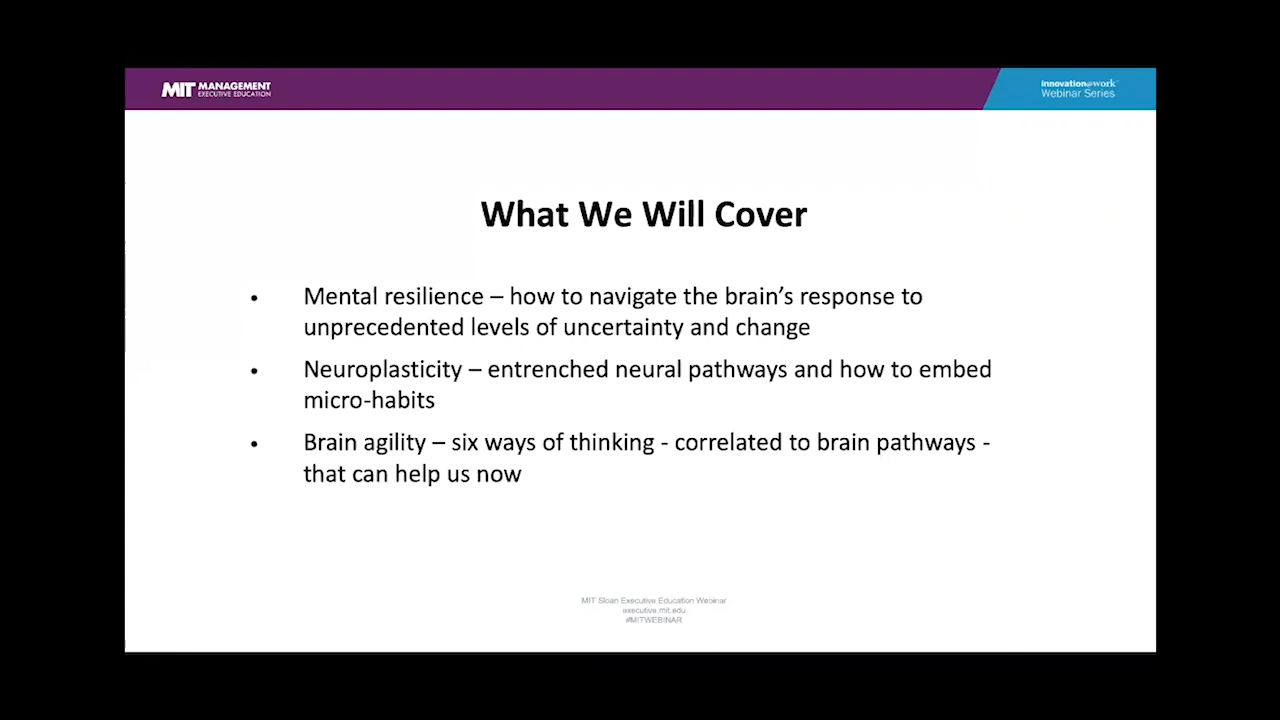 MIT MANAGEMENT
EXECUTIVE EDUCATION
innovation@work™
Webinar Series
What We Will Cover
• Mental resilience – how to navigate the brain’s response to
unprecedented levels of uncertainty and change
• Neuroplasticity – entrenched neural pathways and how to embed
micro-habits
• Brain agility – six ways of thinking - correlated to brain pathways -
that can help us now
MIT Sloan Executive Education Webinar
executive.mit.edu
#MITWEBINAR